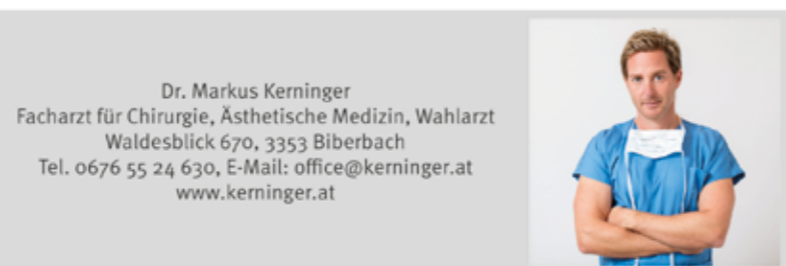 Dr. Markus Kerninger
Facharzt für Chirurgie, Ästhetische Medizin, Wahlarzt
Waldesblick 670, 3353 Biberbach
Tel. 0676 55 24 630, E-Mail: office@kerninger.at
www.kerninger.at